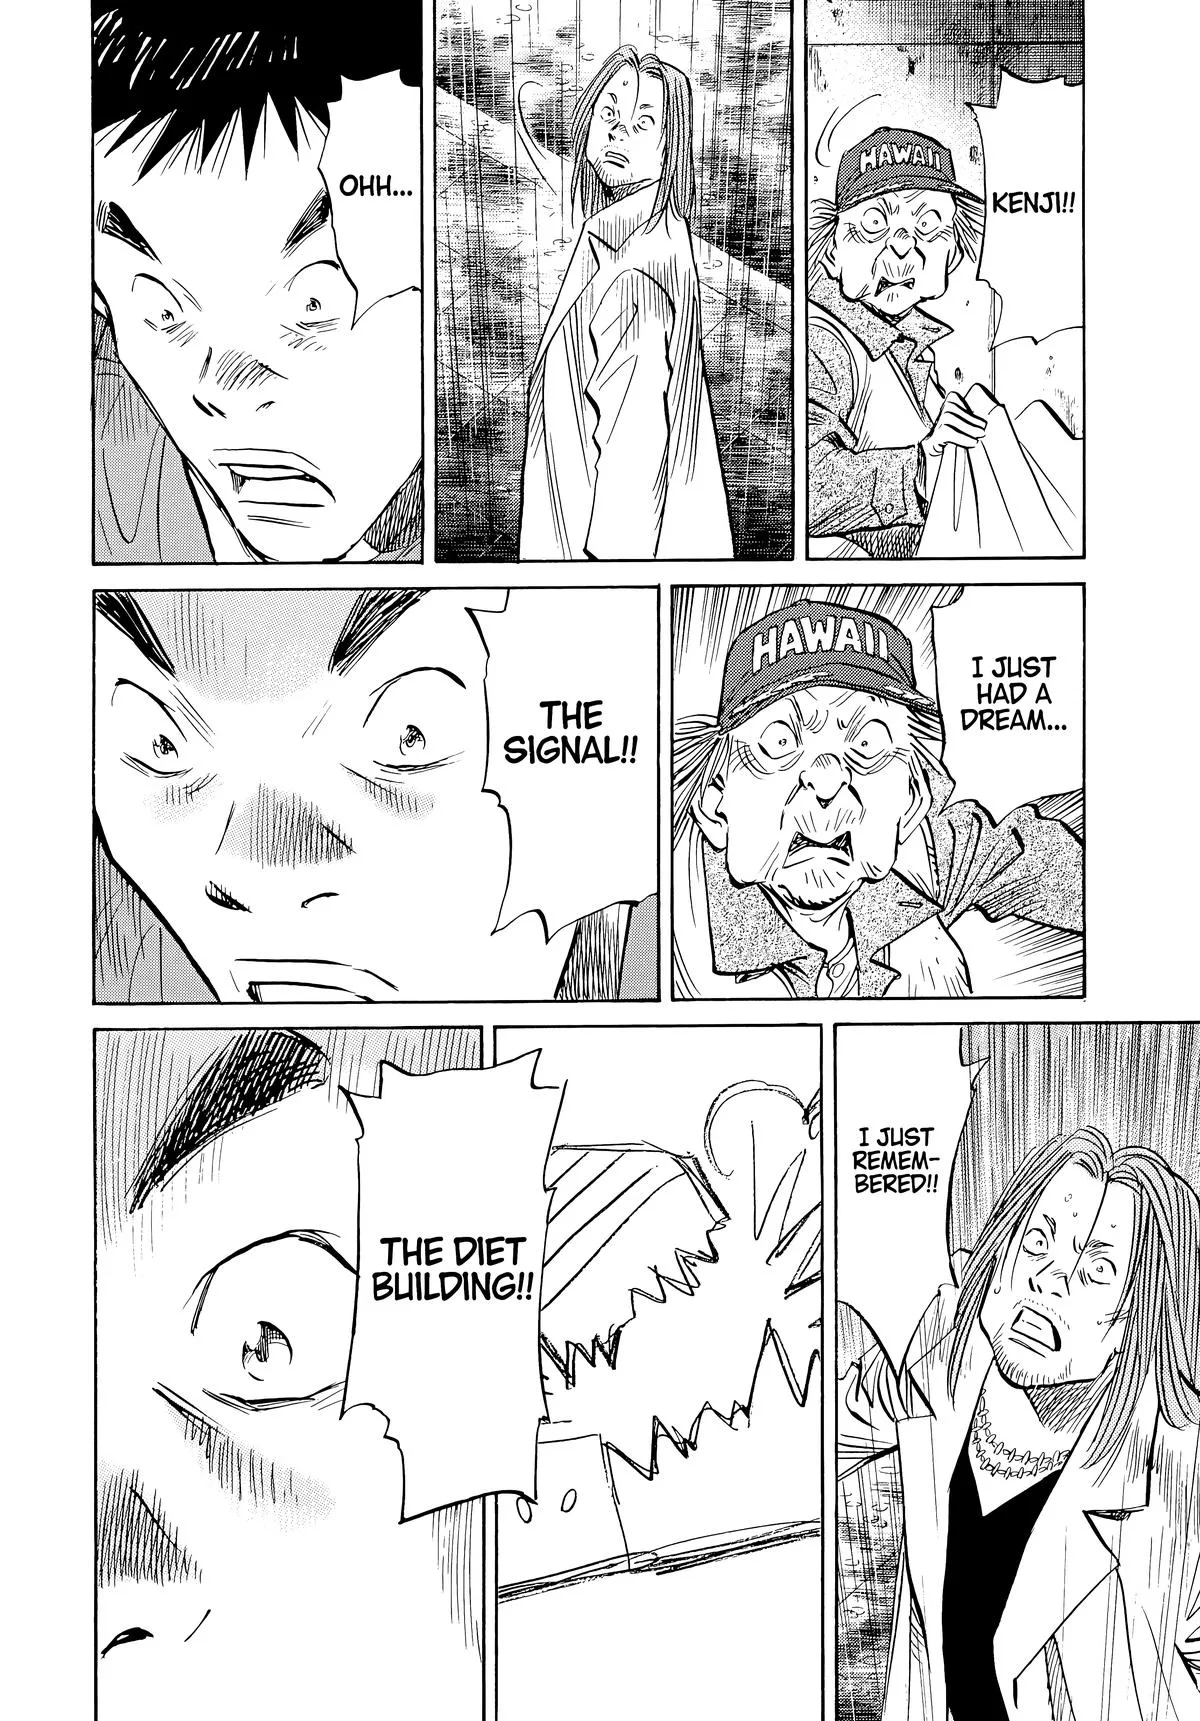 KENJI!!
HAWAII
OHH...
I JUST
HAD A
DREAM...
HAWAII
THE
SIGNAL!!
I JUST
REMEM-
BERED!!
THE DIET
BUILDING!!